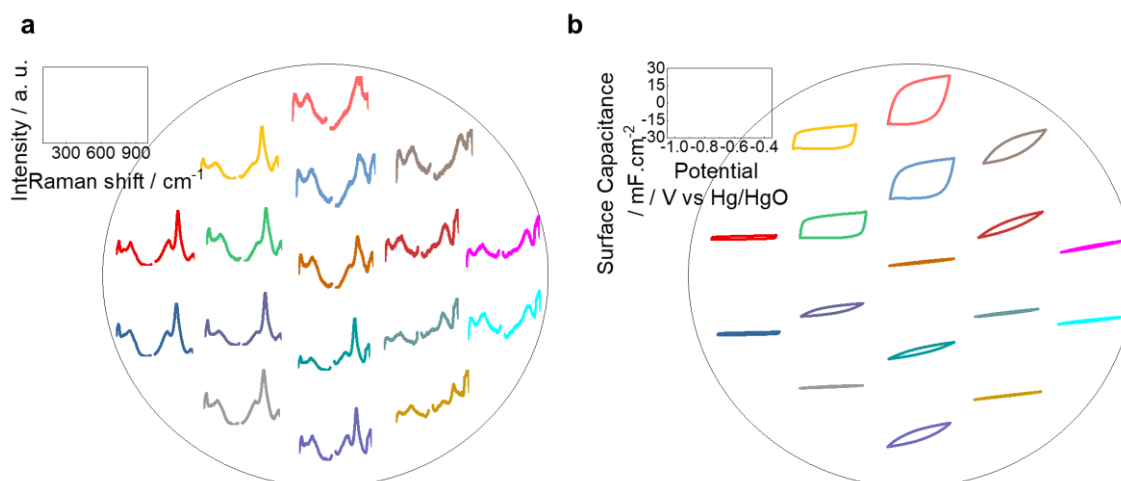 a
Intensity / a. u.
300 600 900
Raman shift / cm-1
b
Surface Capacitance
/ mF.cm-2
30
15
0
-15
-30
-1.0 -0.8 -0.6 -0.4
Potential
/ V vs Hg/HgO